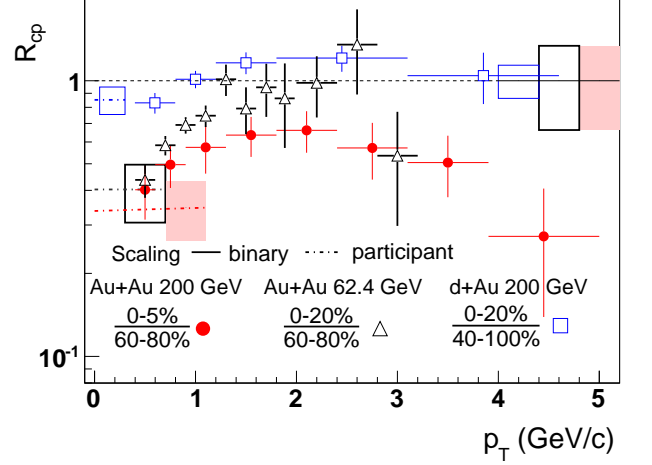 R_cp
1
10^-1
Scaling — binary -·-·- participant
Au+Au 200 GeV Au+Au 62.4 GeV d+Au 200 GeV
0-5% 0-20% 0-20%
60-80% 60-80% 40-100%
0 1 2 3 4 5
p_T (GeV/c)